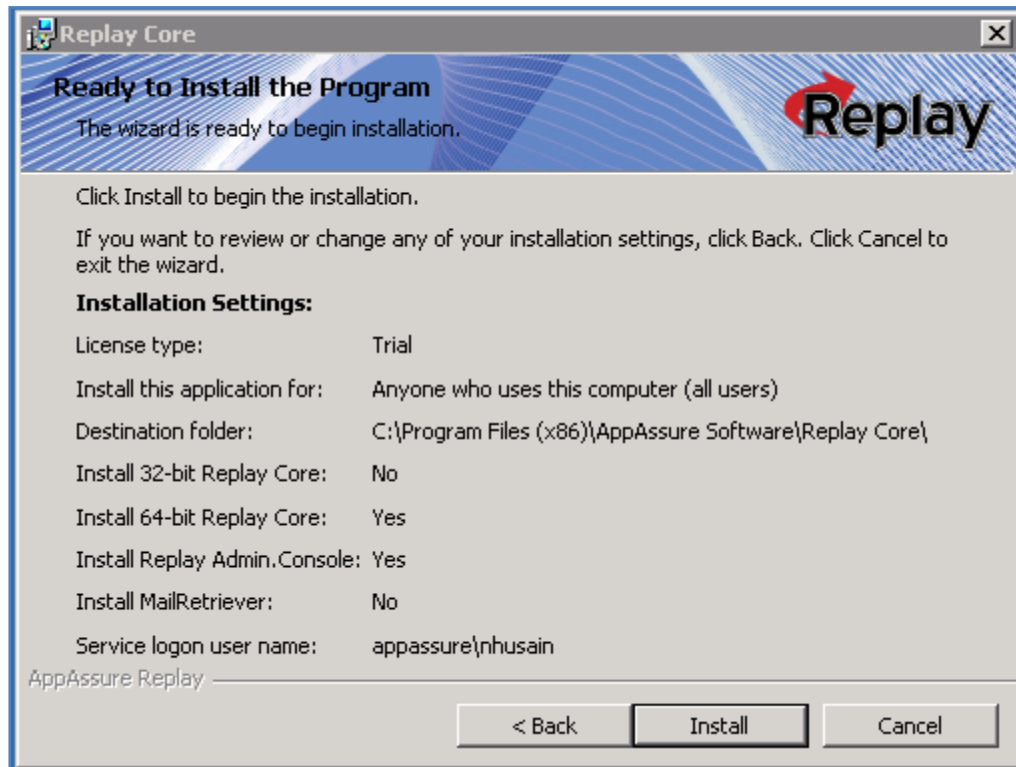 Replay Core
Ready to Install the Program
The wizard is ready to begin installation.
Replay
Click Install to begin the installation.
If you want to review or change any of your installation settings, click Back. Click Cancel to
exit the wizard.
Installation Settings:
License type: Trial
Install this application for: Anyone who uses this computer (all users)
Destination folder: C:\Program Files (x86)\AppAssure Software\Replay Core\
Install 32-bit Replay Core: No
Install 64-bit Replay Core: Yes
Install Replay Admin.Console: Yes
Install MailRetriever: No
Service logon user name: appassure\nhusain
AppAssure Replay
< Back Install Cancel